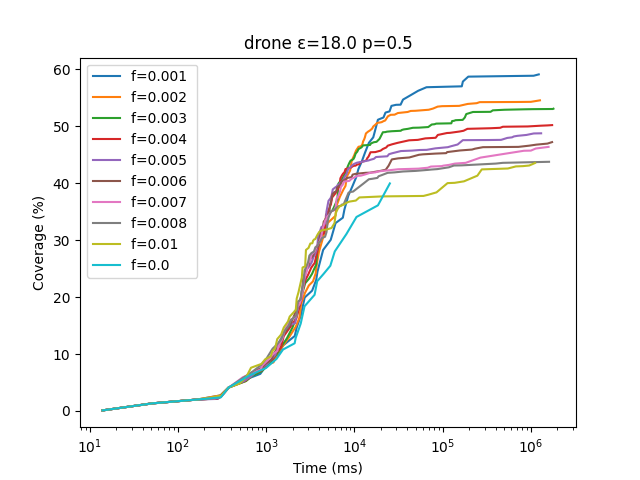 drone ε=18.0 p=0.5
60
50
40
30
20
10
0
Coverage (%)
f=0.001
f=0.002
f=0.003
f=0.004
f=0.005
f=0.006
f=0.007
f=0.008
f=0.01
f=0.0
10¹ 10² 10³ 10⁴ 10⁵ 10⁶
Time (ms)